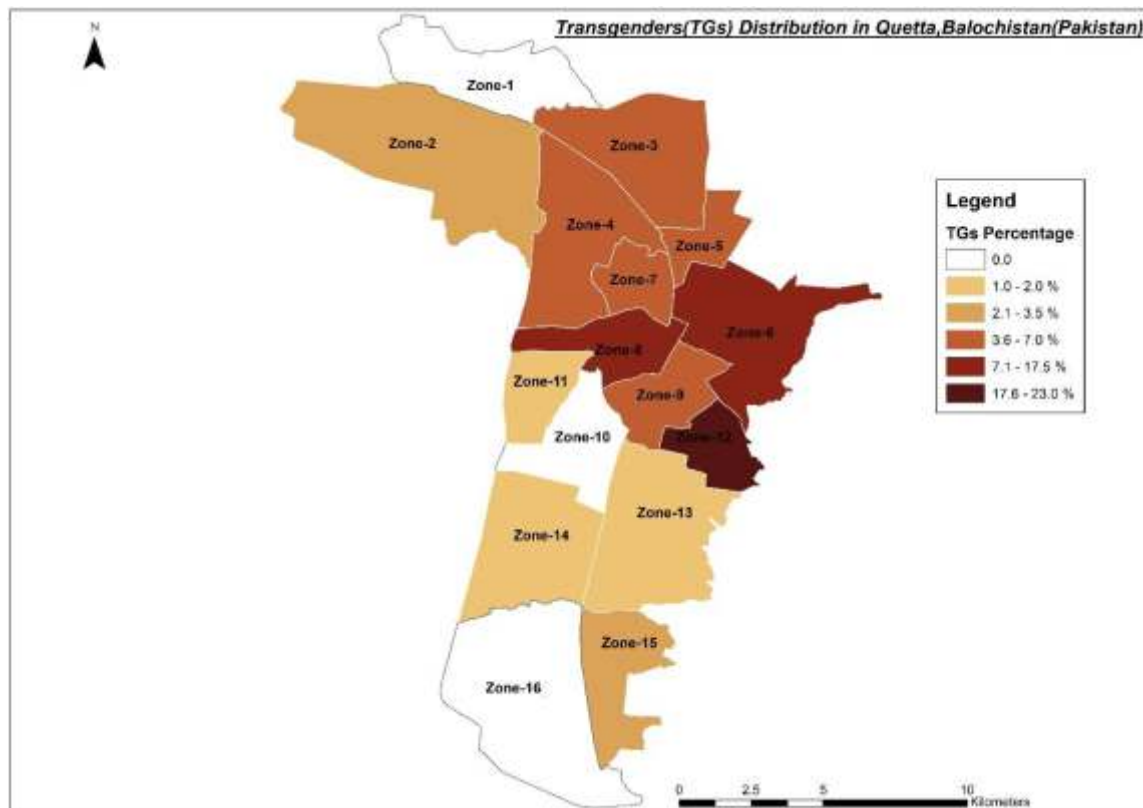 Transgenders(TGs) Distribution in Quetta,Balochistan(Pakistan)
N
Zone-1
Zone-2
Zone-3
Zone-4
Zone-5
Zone-7
Zone-6
Zone-8
Zone-11
Zone-9
Zone-10
Zone-12
Zone-13
Zone-14
Zone-15
Zone-16
Legend
TGs Percentage
0.0
1.0 - 2.0 %
2.1 - 3.5 %
3.6 - 7.0 %
7.1 - 17.5 %
17.6 - 23.0 %
0 2.5 5 10
Kilometers